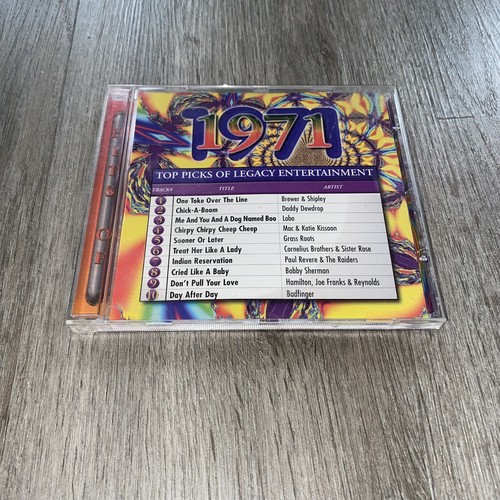 1971
TOP PICKS OF LEGACY ENTERTAINMENT
TRACK# TITLE ARTIST
1 One Toke Over The Line Brewer & Shipley
2 Chick-A-Boom Daddy Dewdrop
3 Me And You And A Dog Named Boo Lobo
4 Chirpy Chirpy Cheep Cheep Mac & Katie Kissoon
5 Sooner Or Later Grass Roots
6 Treat Her Like A Lady Cornelius Brothers & Sister Rose
7 Indian Reservation Paul Revere & The Raiders
8 Cried Like A Baby Bobby Sherman
9 Don't Pull Your Love Hamilton, Joe Franks & Reynolds
10 Day After Day Badfinger